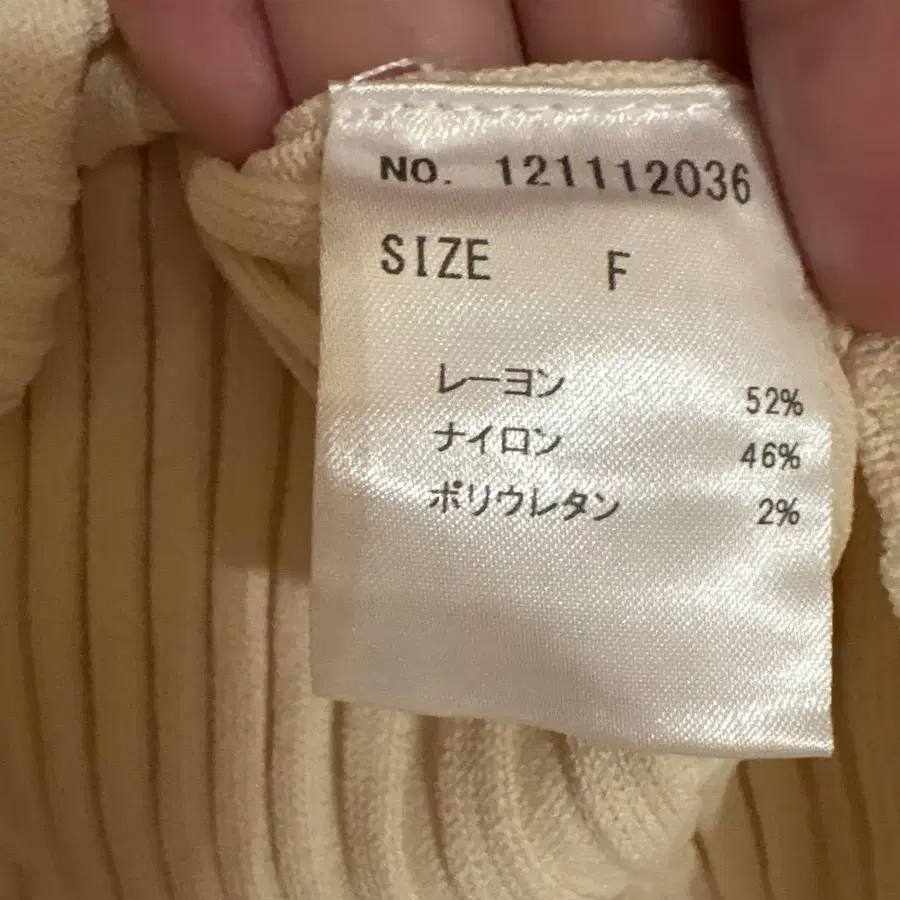 NO. 121112036
SIZE F
レーヨン 52%
ナイロン 46%
ポリウレタン 2%